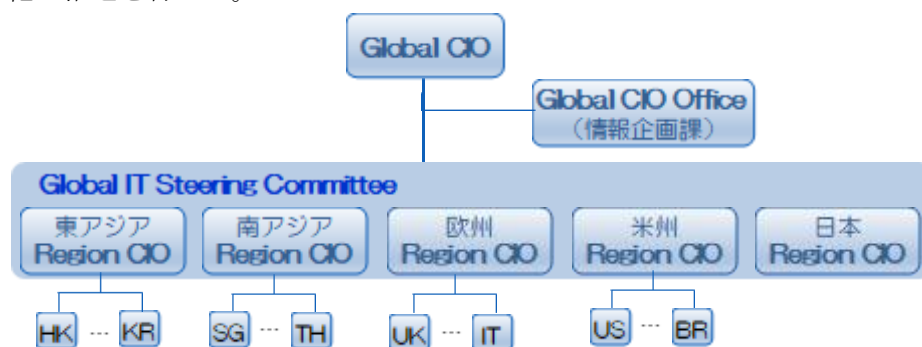 Global CIO
Global CIO Office
（情報企画課）
Global IT Steering Committee
東アジア
Region CIO
南アジア
Region CIO
欧州
Region CIO
米州
Region CIO
日本
Region CIO
HK … KR
SG … TH
UK … IT
US … BR